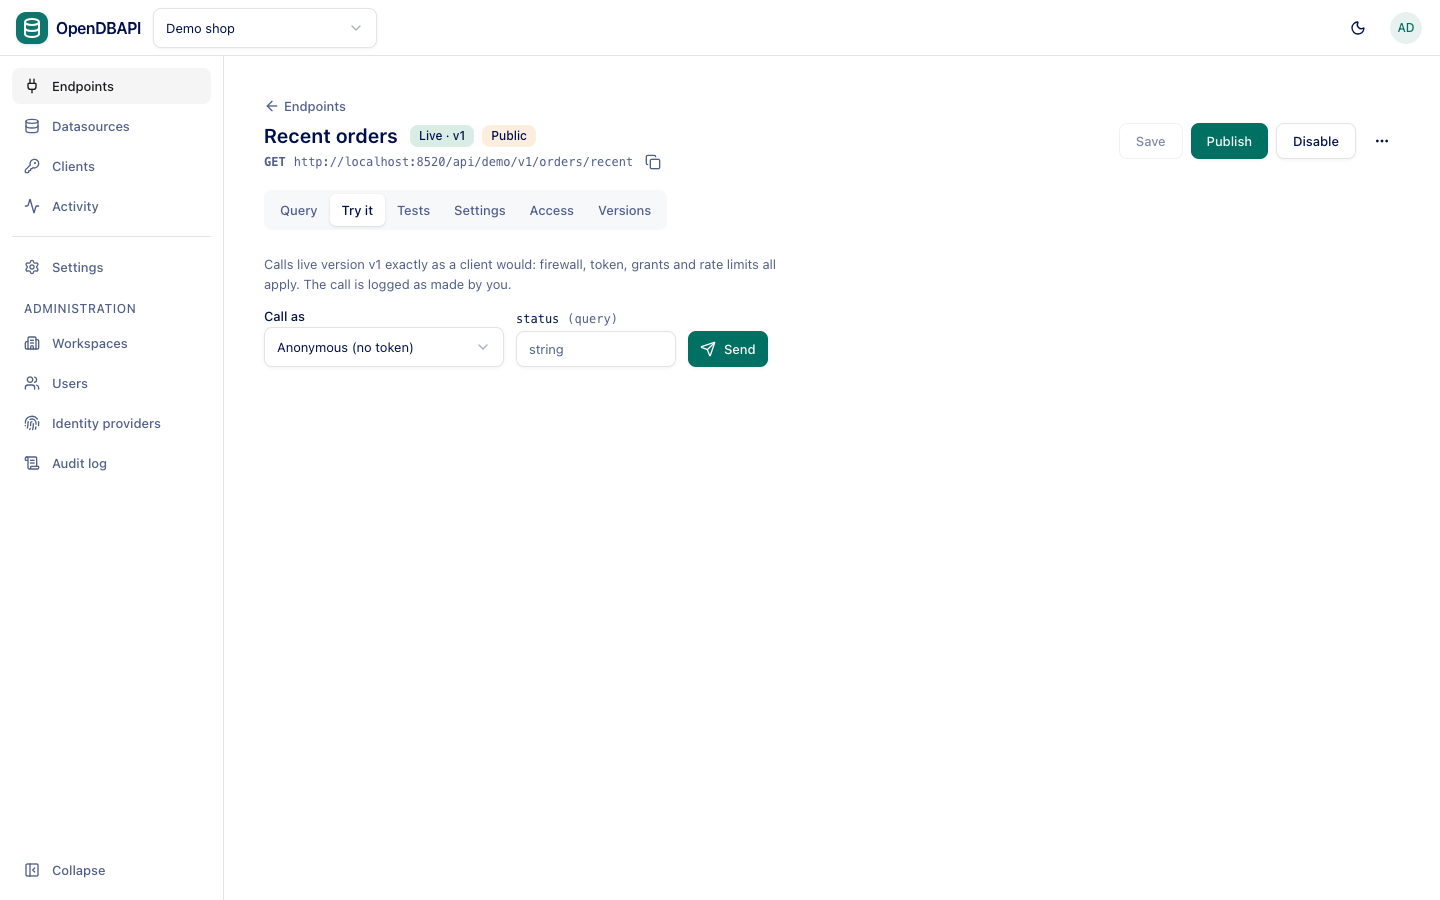 OpenDBAPI
Demo shop
AD
Endpoints
Datasources
Clients
Activity
Settings
ADMINISTRATION
Workspaces
Users
Identity providers
Audit log
Collapse
Endpoints
Recent orders
Live · v1
Public
GET http://localhost:8520/api/demo/v1/orders/recent
Save
Publish
Disable
Query
Try it
Tests
Settings
Access
Versions
Calls live version v1 exactly as a client would: firewall, token, grants and rate limits all
apply. The call is logged as made by you.
Call as
Anonymous (no token)
status (query)
string
Send